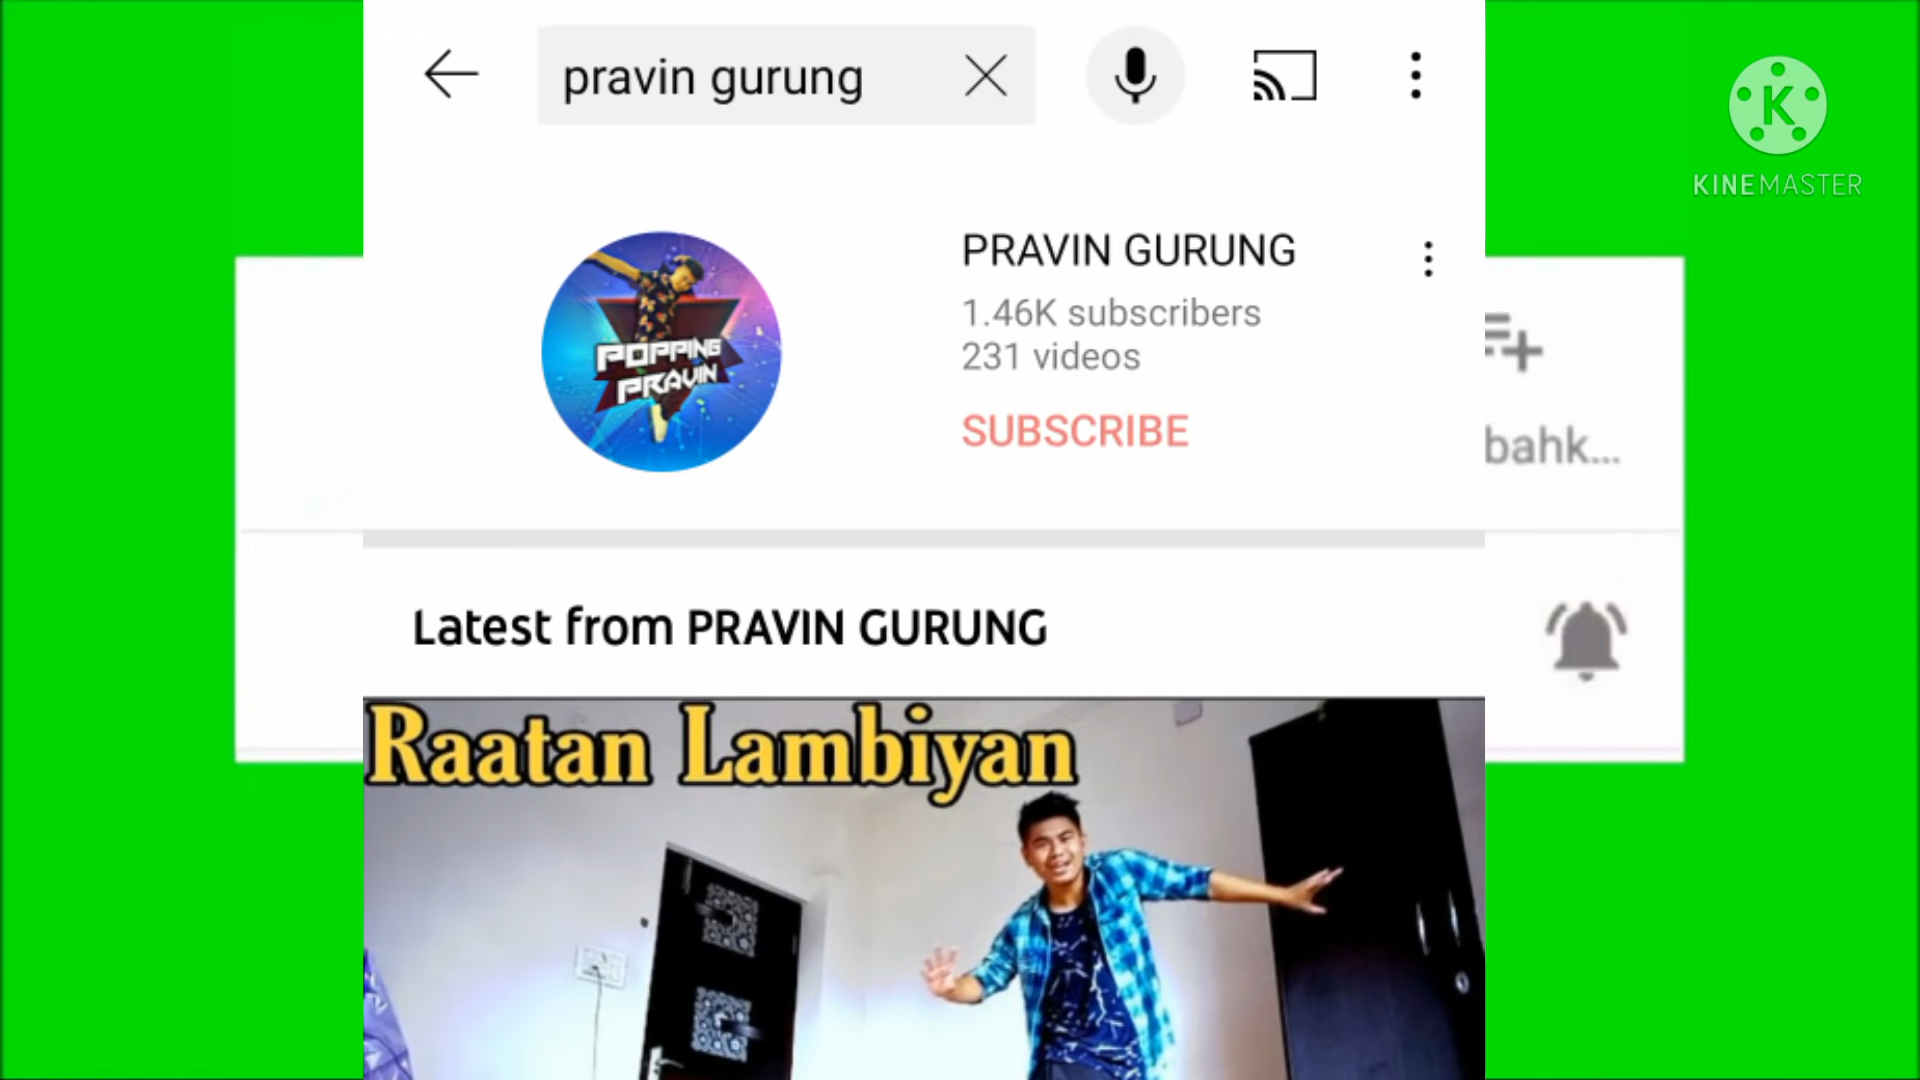 pravin gurung
KINEMASTER
PRAVIN GURUNG
1.46K subscribers
231 videos
SUBSCRIBE
POPPING
PRAVIN
bahk...
Latest from PRAVIN GURUNG
Raatan Lambiyan